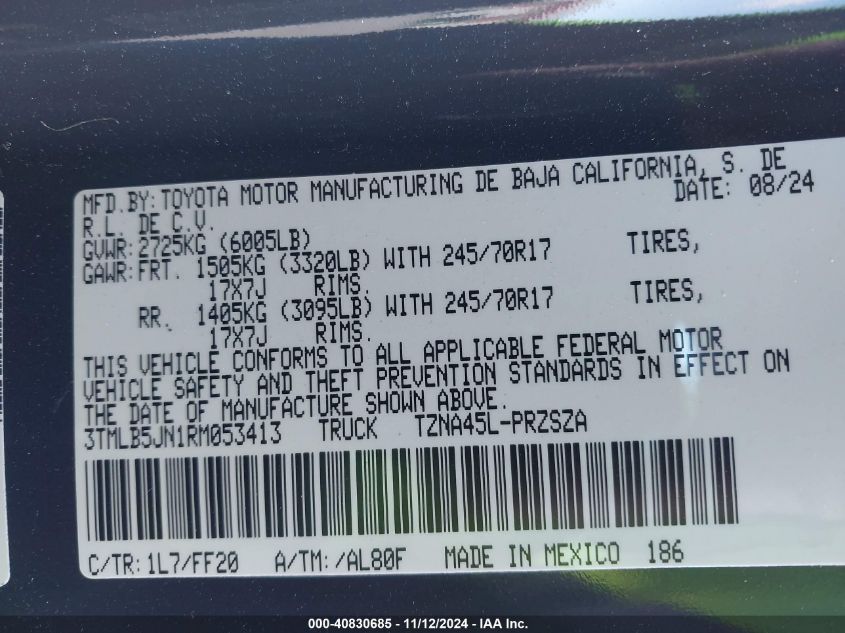 MFD.BY: TOYOTA MOTOR MANUFACTURING DE BAJA CALIFORNIA, S. DE
R.L. DE C.V. DATE: 08/24
GVWR: 2725KG (6005LB)
GAWR: FRT. 1505KG (3320LB) WITH 245/70R17 TIRES,
17X7J RIMS.
RR. 1405KG (3095LB) WITH 245/70R17 TIRES,
17X7J RIMS.
THIS VEHICLE CONFORMS TO ALL APPLICABLE FEDERAL MOTOR
VEHICLE SAFETY AND THEFT PREVENTION STANDARDS IN EFFECT ON
THE DATE OF MANUFACTURE SHOWN ABOVE.
3TMLB5JN1RM053413 TRUCK TZNA45L-PRZSZA
C/TR: 1L7/FF20 A/TM: /AL80F MADE IN MEXICO 186
000-40830685 - 11/12/2024 - IAA Inc.